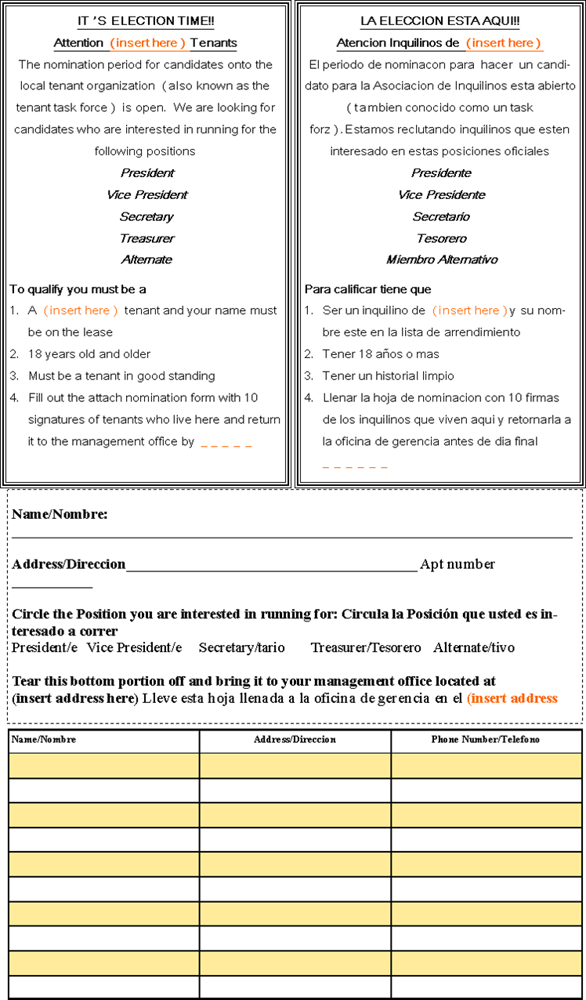 IT 'S ELECTION TIME!!
Attention (insert here) Tenants
The nomination period for candidates onto the
local tenant organization (also known as the
tenant task force) is open. We are looking for
candidates who are interested in running for the
following positions
President
Vice President
Secretary
Treasurer
Alternate
To qualify you must be a
1. A (insert here) tenant and your name must
be on the lease
2. 18 years old and older
3. Must be a tenant in good standing
4. Fill out the attach nomination form with 10
signatures of tenants who live here and return
it to the management office by _ _ _ _ _
LA ELECCION ESTA AQUI!!
Atencion Inquilinos de (insert here)
El periodo de nominacon para hacer un candi-
dato para la Asociacion de Inquilinos esta abierto
(tambien conocido como un task
forz).Estamos reclutando inquilinos que esten
interesado en estas posiciones oficiales
Presidente
Vice Presidente
Secretario
Tesorero
Miembro Alternativo
Para calificar tiene que
1. Ser un inquilino de (insert here) y su nom-
bre este en la lista de arrendimiento
2. Tener 18 años o mas
3. Tener un historial limpio
4. Llenar la hoja de nominacion con 10 firmas
de los inquilinos que viven aqui y retornarla a
la oficina de gerencia antes de dia final
_ _ _ _ _ _
Name/Nombre:
Address/Direccion____________________ Apt number
__________
Circle the Position you are interested in running for: Circula la Posición que usted es in-
teresado a correr
President/e Vice President/e Secretary/tario Treasurer/Tesorero Alternate/tivo
Tear this bottom portion off and bring it to your management office located at
(insert address here) Lleve esta hoja llenada a la oficina de gerencia en el (insert address
Name/Nombre Address/Direccion Phone Number/Telefono